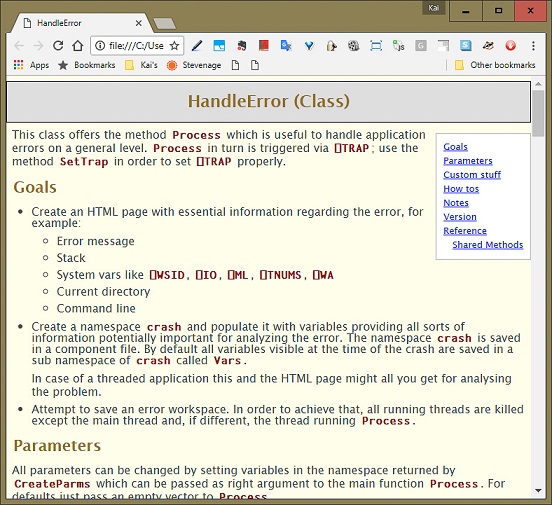 Kai
HandleError
file:///C:/Use
Apps
Bookmarks
Kai's
Stevenage
Other bookmarks
HandleError (Class)
This class offers the method Process which is useful to handle application
errors on a general level. Process in turn is triggered via ⎕TRAP; use the
method SetTrap in order to set ⎕TRAP properly.
Goals
Parameters
Custom stuff
How tos
Notes
Version
Reference
Shared Methods
Goals
• Create an HTML page with essential information regarding the error, for
example:
◦ Error message
◦ Stack
◦ System vars like ⎕WSID, ⎕IO, ⎕ML, ⎕TNUMS, ⎕WA
◦ Current directory
◦ Command line
• Create a namespace crash and populate it with variables providing all sorts of
information potentially important for analyzing the error. The namespace crash is saved
in a component file. By default all variables visible at the time of the crash are saved in a
sub namespace of crash called Vars.
In case of a threaded application this and the HTML page might all you get for analysing
the problem.
• Attempt to save an error workspace. In order to achieve that, all running threads are killed
except the main thread and, if different, the thread running Process.
Parameters
All parameters can be changed by setting variables in the namespace returned by
CreateParms which can be passed as right argument to the main function Process. For
defaults just pass an empty vector to Process.